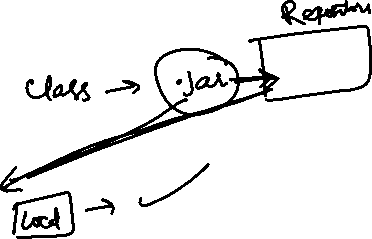 Repository
Class → .jar
Local → ✓